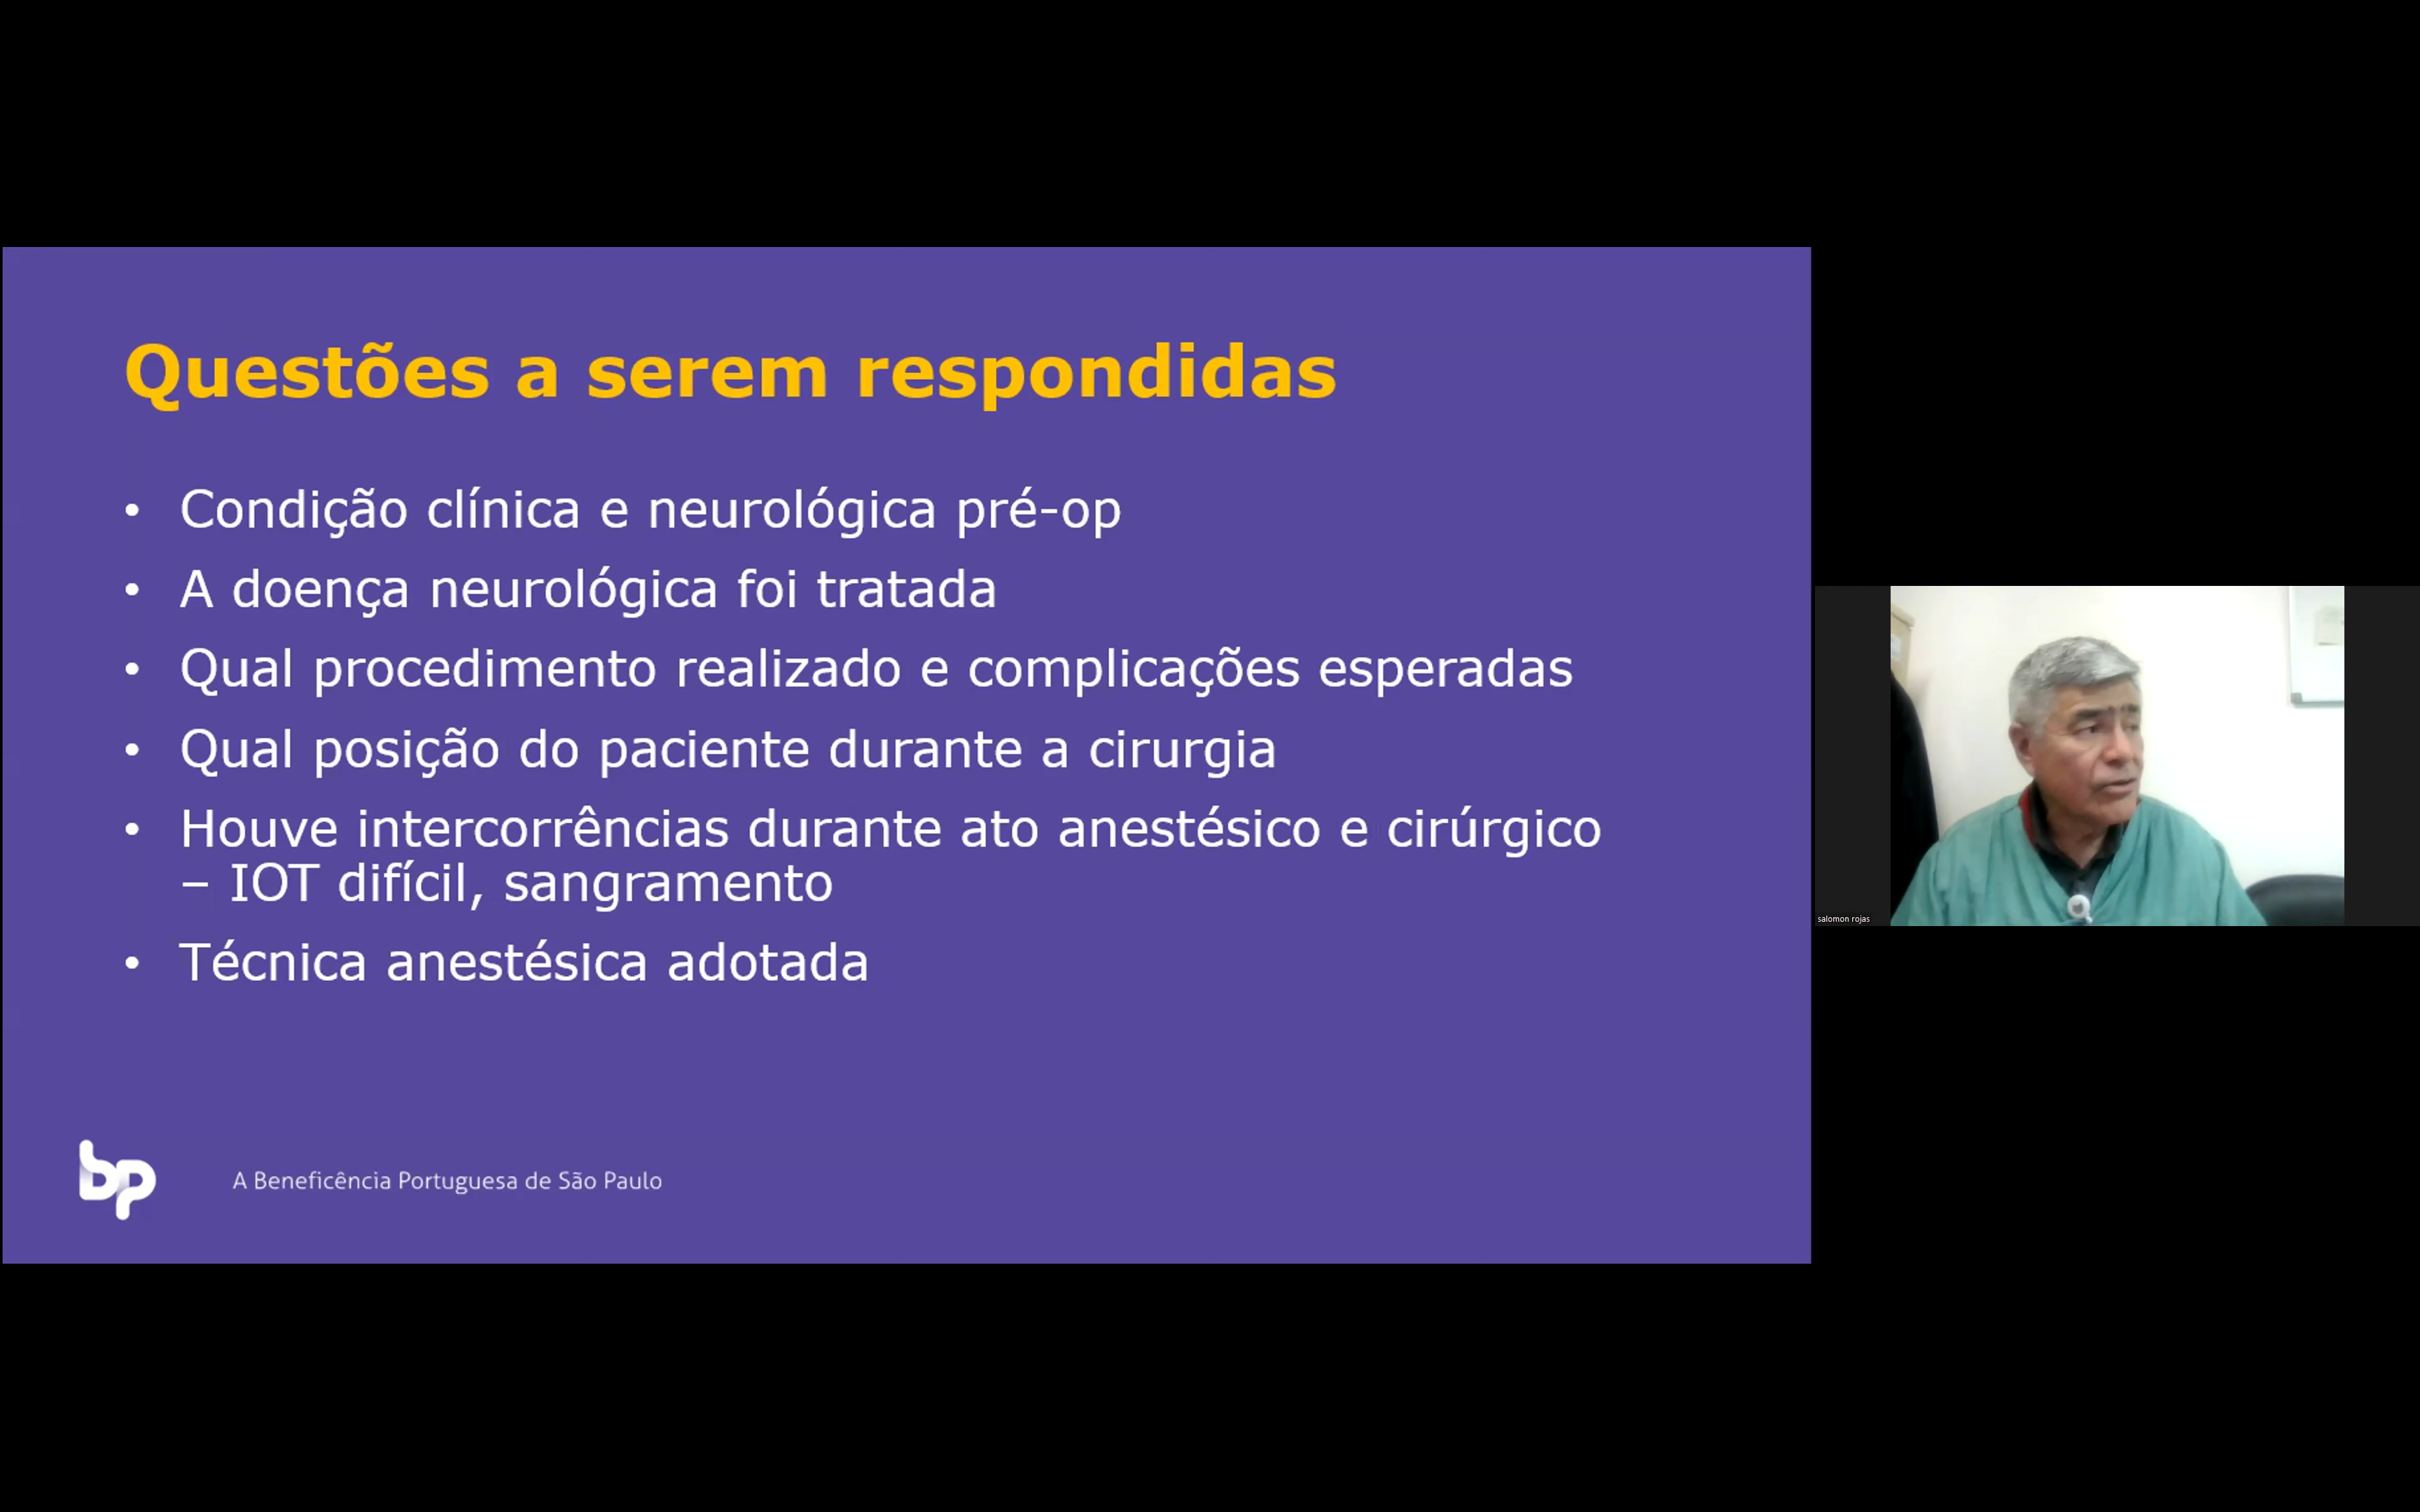 Questões a serem respondidas
• Condição clínica e neurológica pré-op
• A doença neurológica foi tratada
• Qual procedimento realizado e complicações esperadas
• Qual posição do paciente durante a cirurgia
• Houve intercorrências durante ato anestésico e cirúrgico
– IOT difícil, sangramento
• Técnica anestésica adotada
bp
A Beneficência Portuguesa de São Paulo
salomon rojas